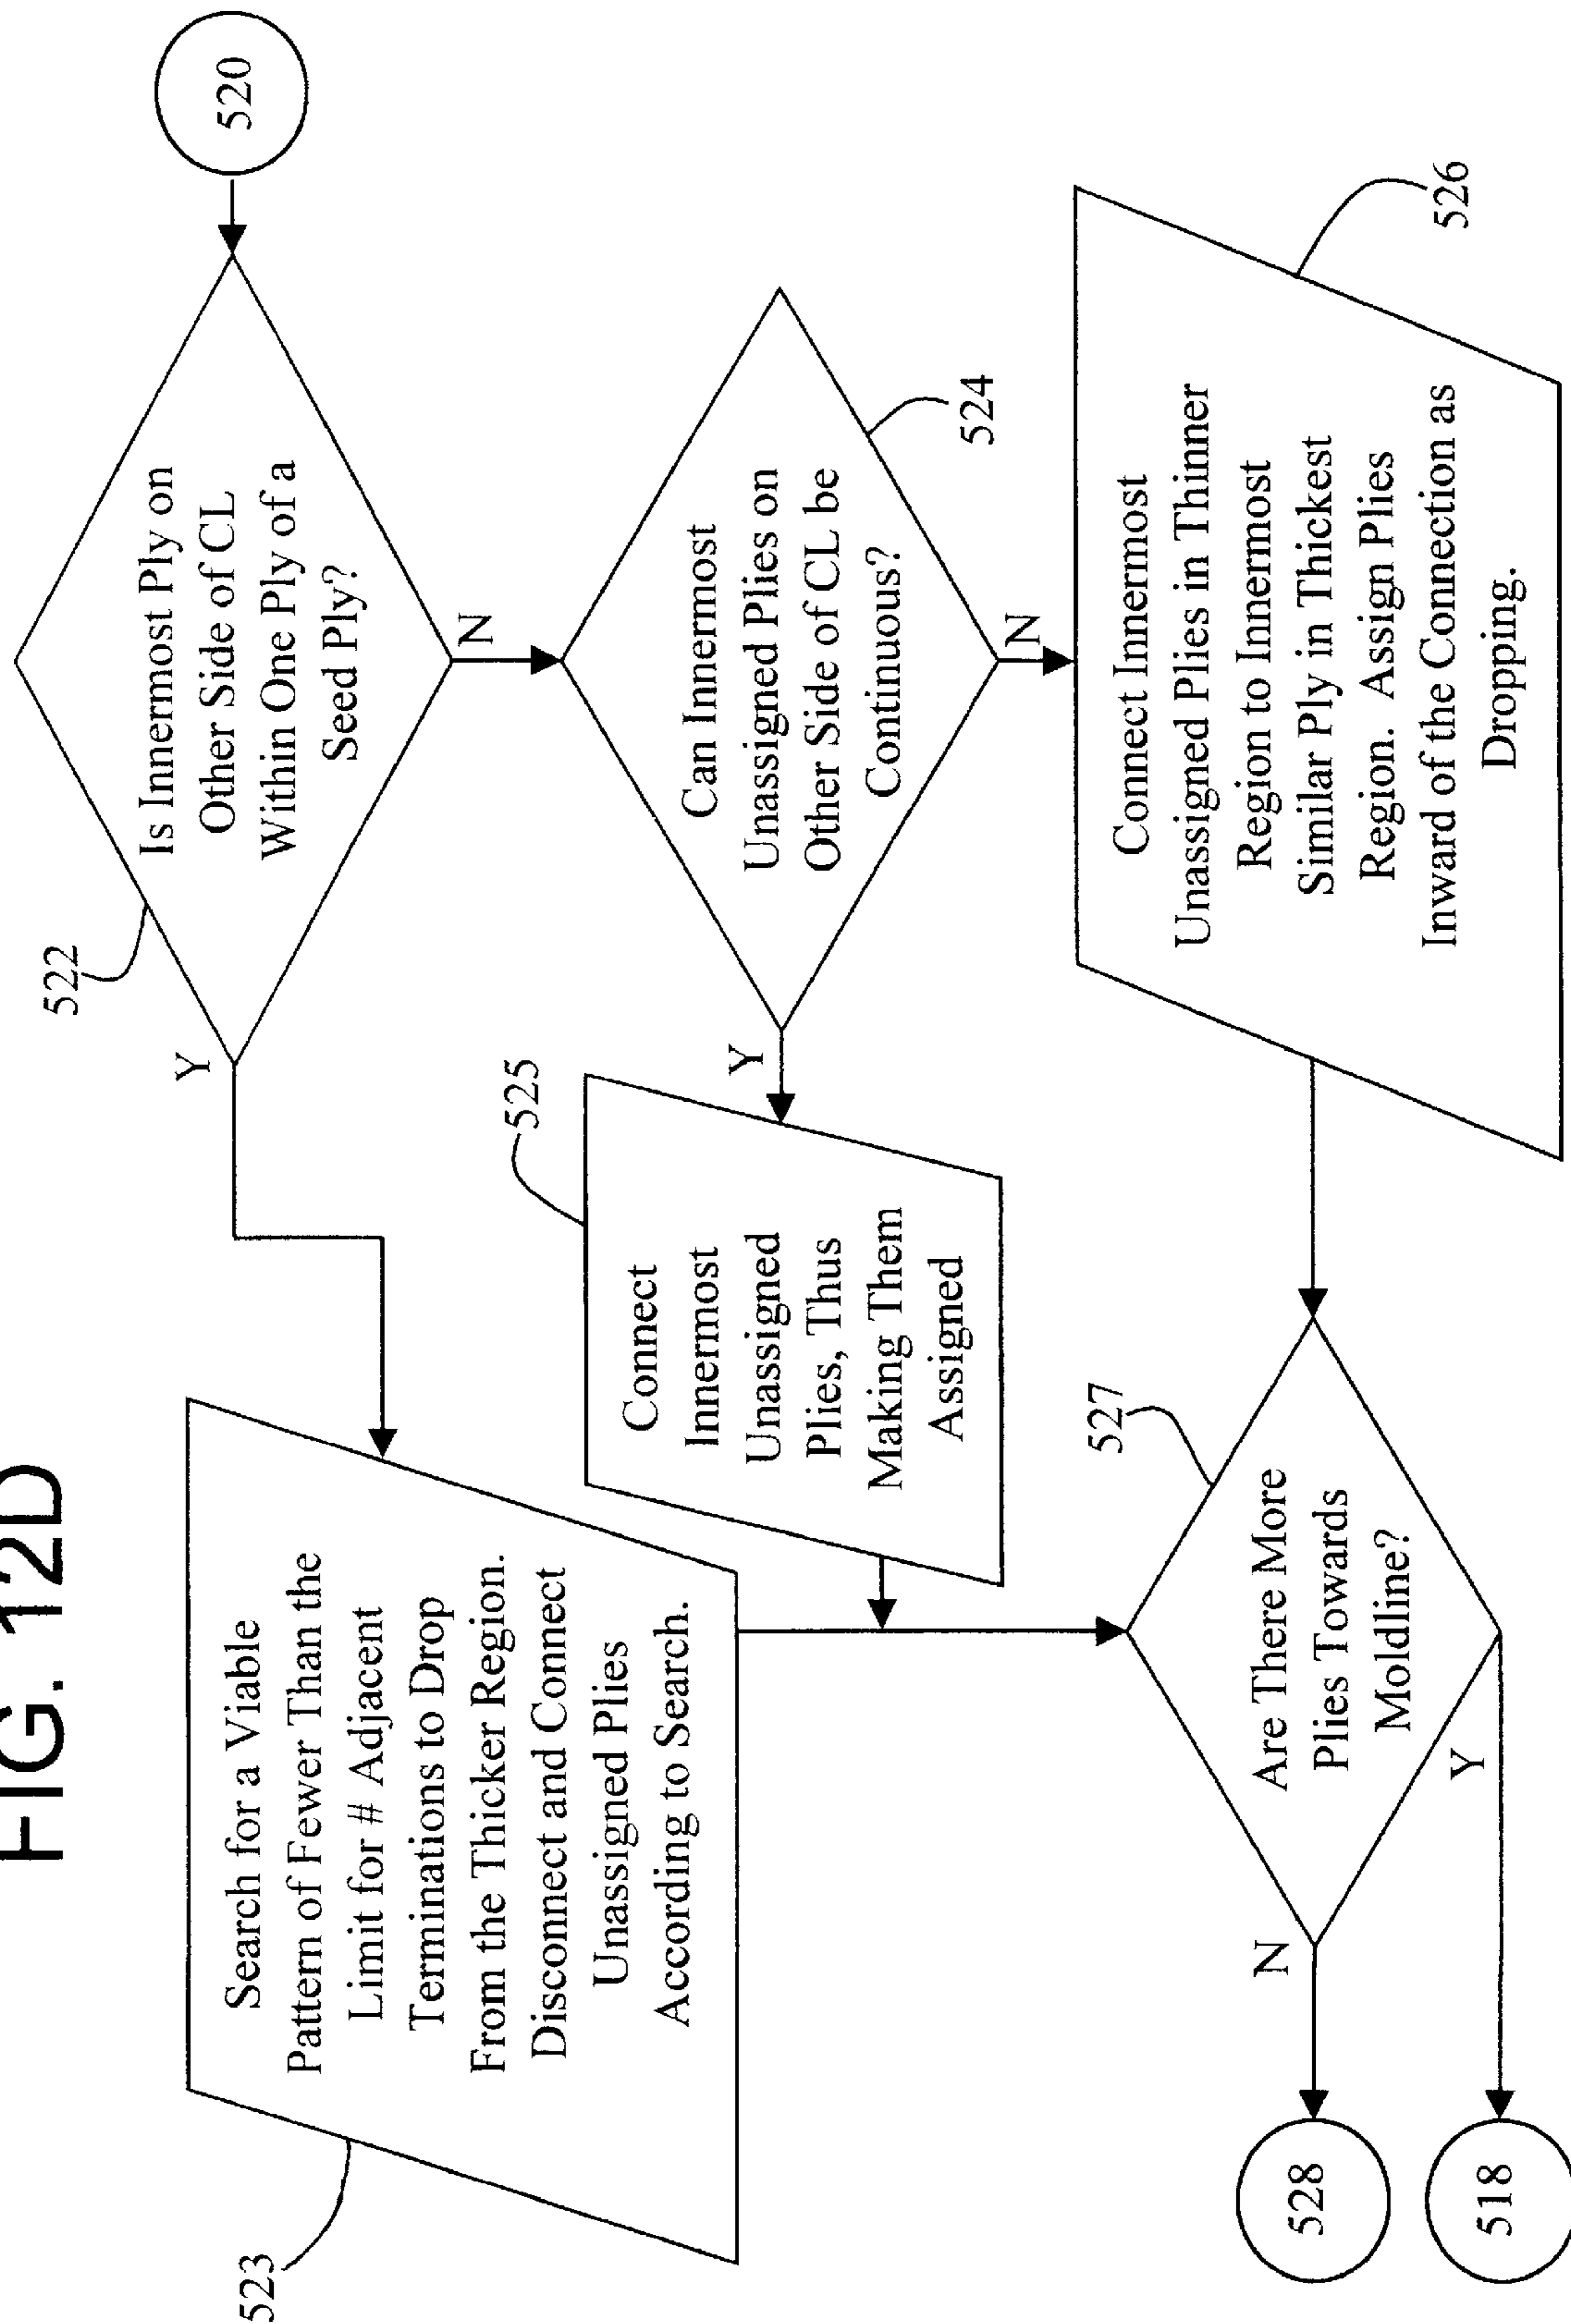 FIG. 12D
520
522
Is Innermost Ply on
Other Side of CL
Within One Ply of a
Seed Ply?
Y
N
523
Search for a Viable
Pattern of Fewer Than the
Limit for # Adjacent
Terminations to Drop
From the Thicker Region.
Disconnect and Connect
Unassigned Plies
According to Search.
524
Can Innermost
Unassigned Plies on
Other Side of CL be
Continuous?
Y
N
525
Connect
Innermost
Unassigned
Plies, Thus
Making Them
Assigned
526
Connect Innermost
Unassigned Plies in Thinner
Region to Innermost
Similar Ply in Thickest
Region. Assign Plies
Inward of the Connection as
Dropping.
527
Are There More
Plies Towards
Moldline?
N
Y
528
518